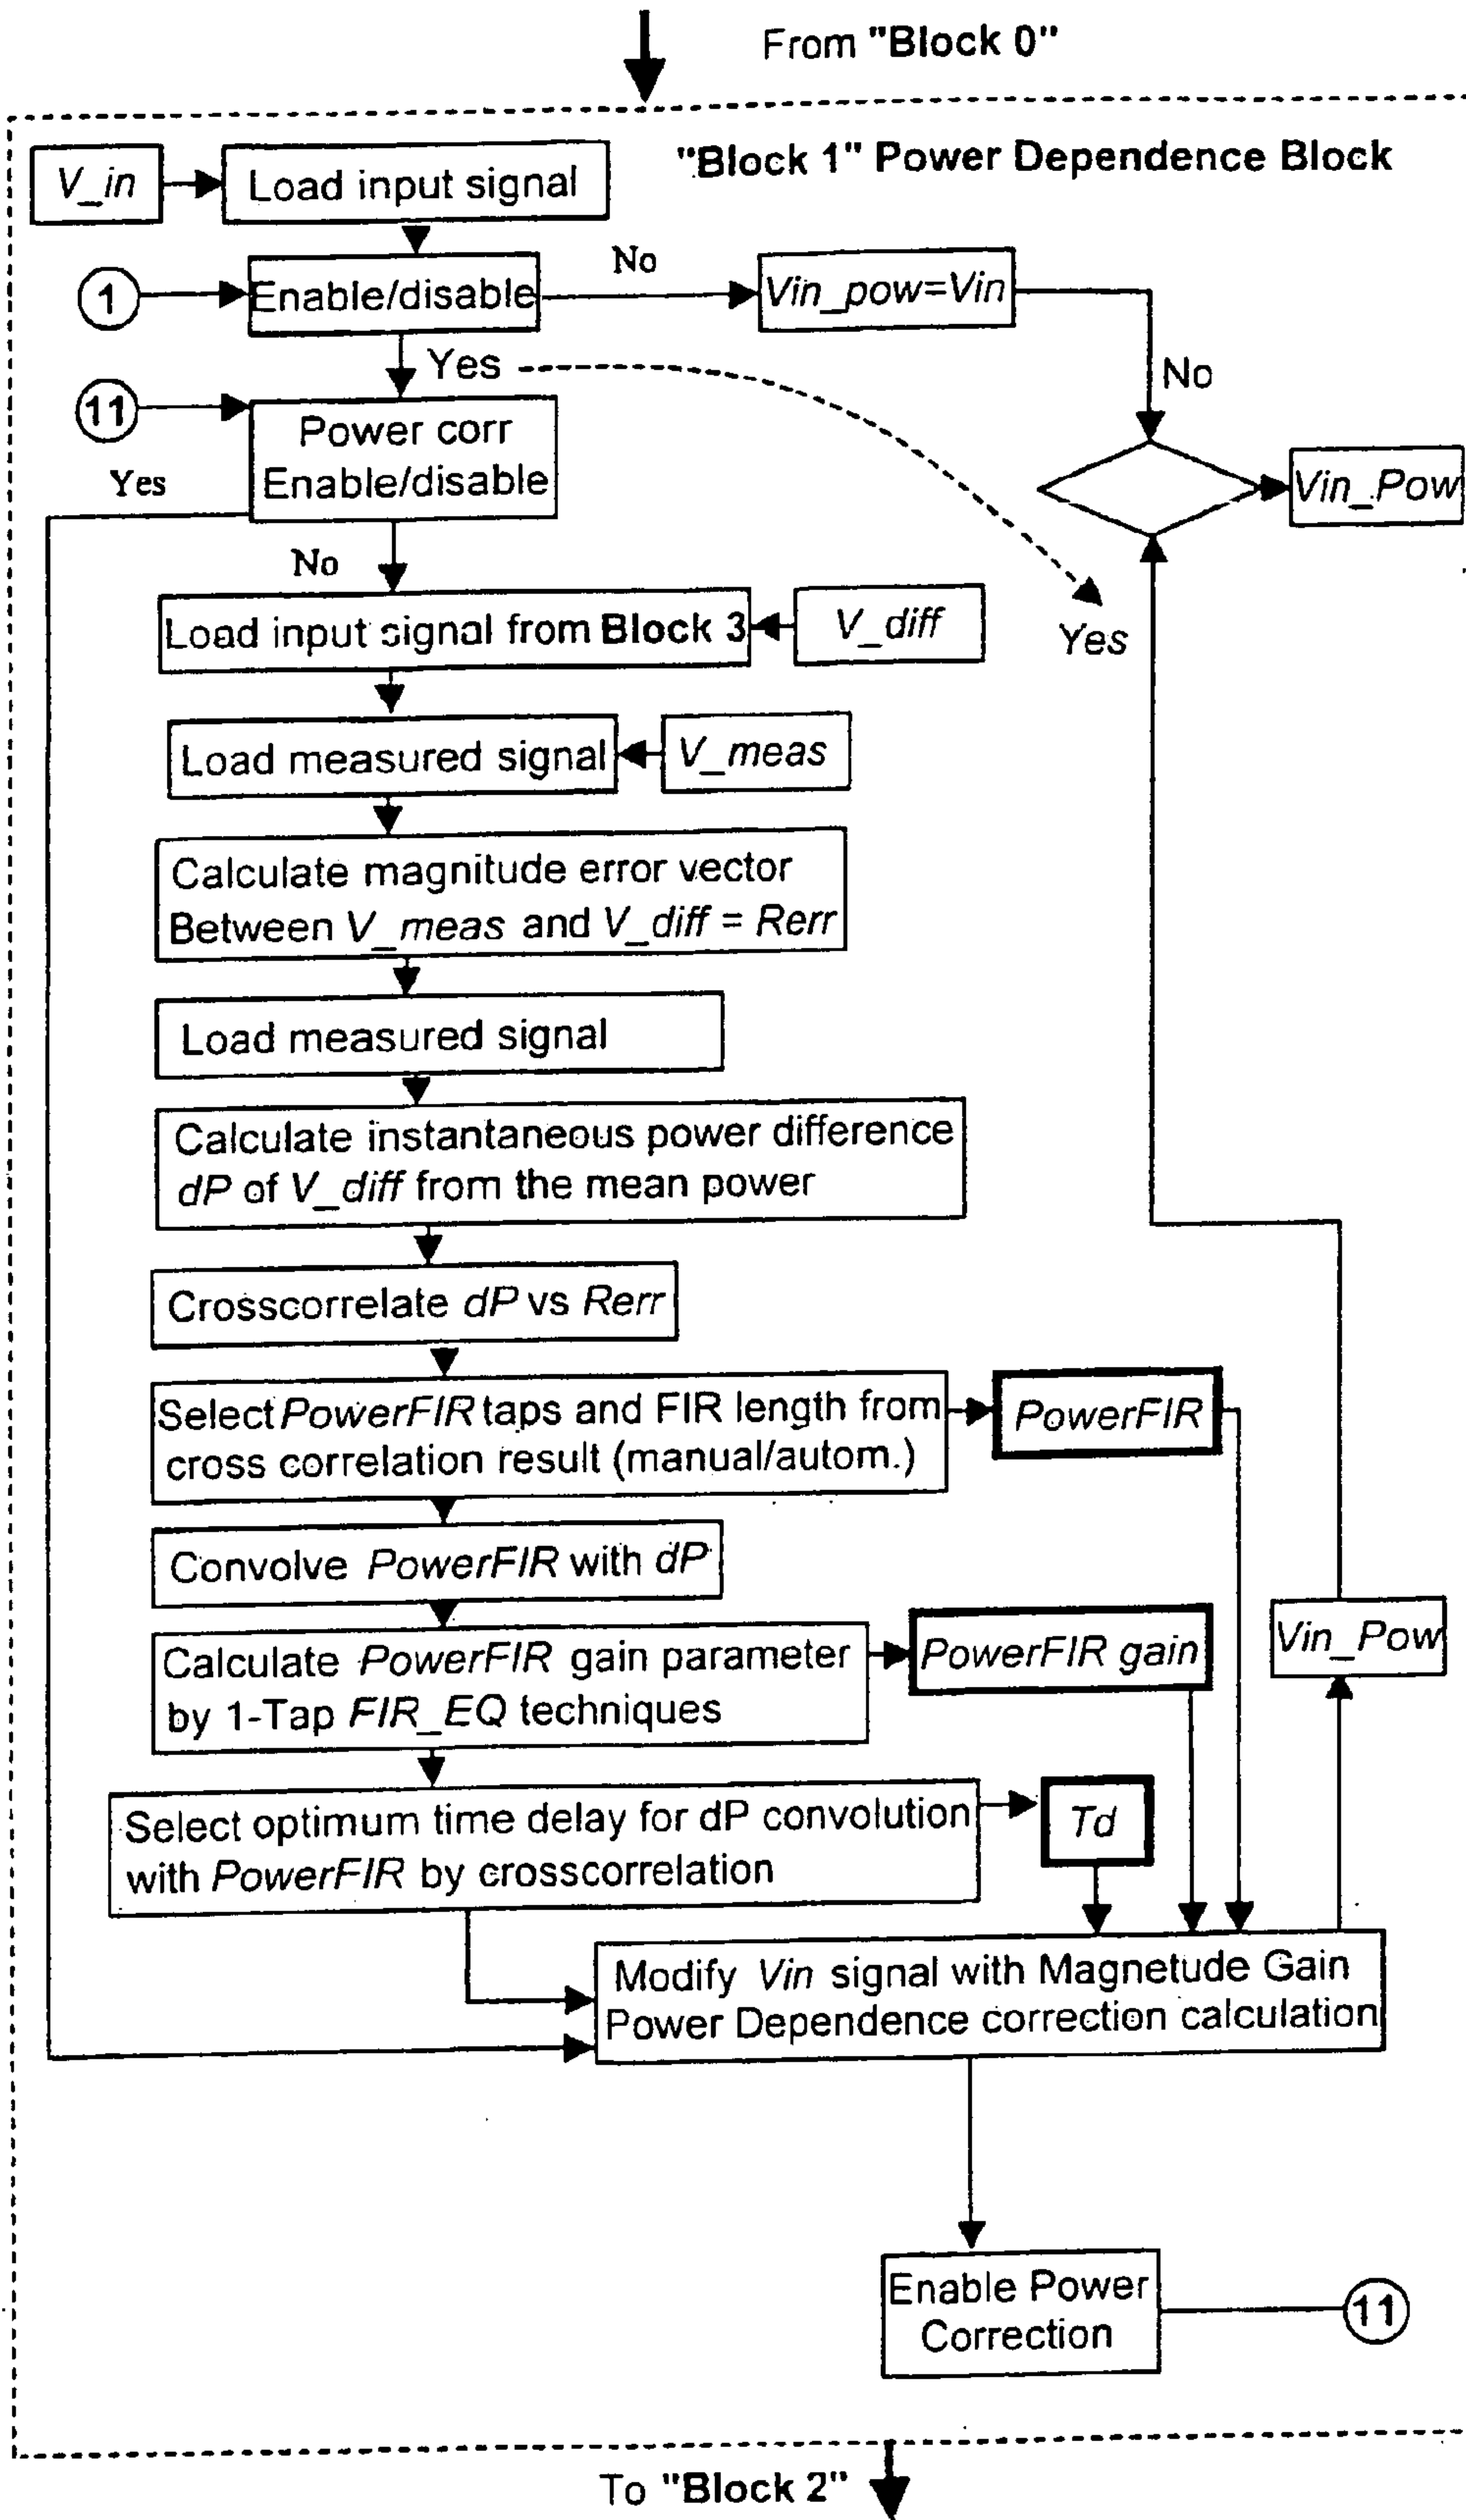 From "Block 0"
"Block 1" Power Dependence Block
V_in
Load input signal
1
Enable/disable
No
Vin_pow=Vin
Yes
No
11
Power corr
Enable/disable
Yes
Vin_Pow
No
Load input signal from Block 3
V_diff
Yes
Load measured signal
V_meas
Calculate magnitude error vector
Between V_meas and V_diff = Rerr
Load measured signal
Calculate instantaneous power difference
dP of V_diff from the mean power
Crosscorrelate dP vs Rerr
Select PowerFIR taps and FIR length from
cross correlation result (manual/autom.)
PowerFIR
Convolve PowerFIR with dP
Calculate PowerFIR gain parameter
by 1-Tap FIR_EQ techniques
PowerFIR gain
Vin_Pow
Select optimum time delay for dP convolution
with PowerFIR by crosscorrelation
Td
Modify Vin signal with Magnetude Gain
Power Dependence correction calculation
Enable Power
Correction
11
To "Block 2"